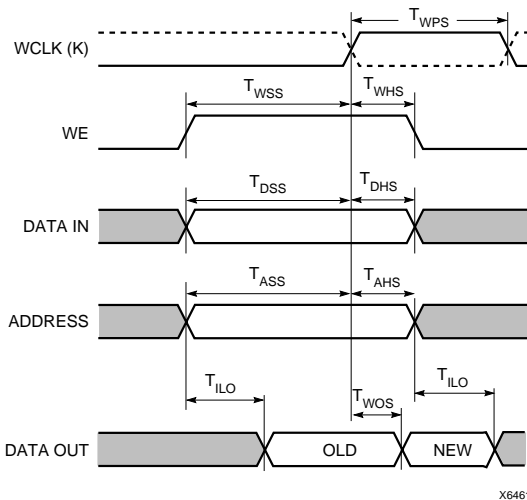 T_WPS
WCLK (K)
T_WSS T_WHS
WE
T_DSS T_DHS
DATA IN
T_ASS T_AHS
ADDRESS
T_ILO T_WOS T_ILO
DATA OUT OLD NEW
X6461